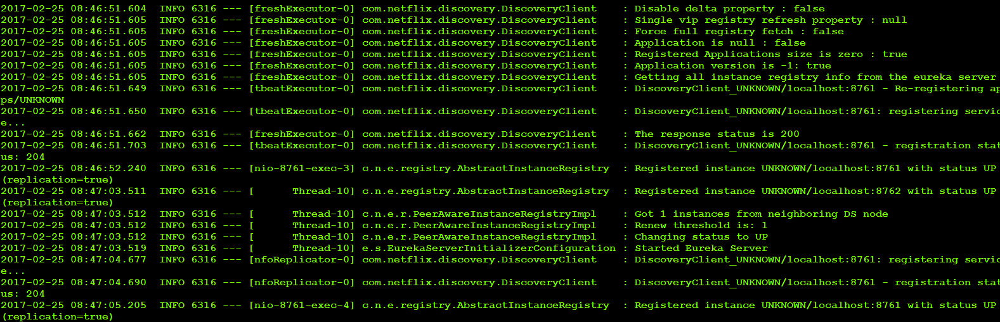 2017-02-25 08:46:51.604  INFO 6316 --- [freshExecutor-0] com.netflix.discovery.DiscoveryClient    : Disable delta property : false
2017-02-25 08:46:51.605  INFO 6316 --- [freshExecutor-0] com.netflix.discovery.DiscoveryClient    : Single vip registry refresh property : null
2017-02-25 08:46:51.605  INFO 6316 --- [freshExecutor-0] com.netflix.discovery.DiscoveryClient    : Force full registry fetch : false
2017-02-25 08:46:51.605  INFO 6316 --- [freshExecutor-0] com.netflix.discovery.DiscoveryClient    : Application is null : false
2017-02-25 08:46:51.605  INFO 6316 --- [freshExecutor-0] com.netflix.discovery.DiscoveryClient    : Registered Applications size is zero : true
2017-02-25 08:46:51.605  INFO 6316 --- [freshExecutor-0] com.netflix.discovery.DiscoveryClient    : Application version is -1: true
2017-02-25 08:46:51.605  INFO 6316 --- [freshExecutor-0] com.netflix.discovery.DiscoveryClient    : Getting all instance registry info from the eureka server
2017-02-25 08:46:51.649  INFO 6316 --- [tbeatExecutor-0] com.netflix.discovery.DiscoveryClient    : DiscoveryClient_UNKNOWN/localhost:8761 - Re-registering ap
ps/UNKNOWN
2017-02-25 08:46:51.650  INFO 6316 --- [tbeatExecutor-0] com.netflix.discovery.DiscoveryClient    : DiscoveryClient_UNKNOWN/localhost:8761: registering servic
e...
2017-02-25 08:46:51.662  INFO 6316 --- [freshExecutor-0] com.netflix.discovery.DiscoveryClient    : The response status is 200
2017-02-25 08:46:51.703  INFO 6316 --- [tbeatExecutor-0] com.netflix.discovery.DiscoveryClient    : DiscoveryClient_UNKNOWN/localhost:8761 - registration stat
us: 204
2017-02-25 08:46:52.240  INFO 6316 --- [nio-8761-exec-3] c.n.e.registry.AbstractInstanceRegistry  : Registered instance UNKNOWN/localhost:8761 with status UP
(replication=true)
2017-02-25 08:47:03.511  INFO 6316 --- [      Thread-10] c.n.e.registry.AbstractInstanceRegistry  : Registered instance UNKNOWN/localhost:8762 with status UP
(replication=true)
2017-02-25 08:47:03.512  INFO 6316 --- [      Thread-10] c.n.e.r.PeerAwareInstanceRegistryImpl    : Got 1 instances from neighboring DS node
2017-02-25 08:47:03.512  INFO 6316 --- [      Thread-10] c.n.e.r.PeerAwareInstanceRegistryImpl    : Renew threshold is: 1
2017-02-25 08:47:03.512  INFO 6316 --- [      Thread-10] c.n.e.r.PeerAwareInstanceRegistryImpl    : Changing status to UP
2017-02-25 08:47:03.519  INFO 6316 --- [      Thread-10] e.s.EurekaServerInitializerConfiguration : Started Eureka Server
2017-02-25 08:47:04.677  INFO 6316 --- [nfoReplicator-0] com.netflix.discovery.DiscoveryClient    : DiscoveryClient_UNKNOWN/localhost:8761: registering servic
e...
2017-02-25 08:47:04.690  INFO 6316 --- [nfoReplicator-0] com.netflix.discovery.DiscoveryClient    : DiscoveryClient_UNKNOWN/localhost:8761 - registration stat
us: 204
2017-02-25 08:47:05.205  INFO 6316 --- [nio-8761-exec-4] c.n.e.registry.AbstractInstanceRegistry  : Registered instance UNKNOWN/localhost:8761 with status UP
(replication=true)